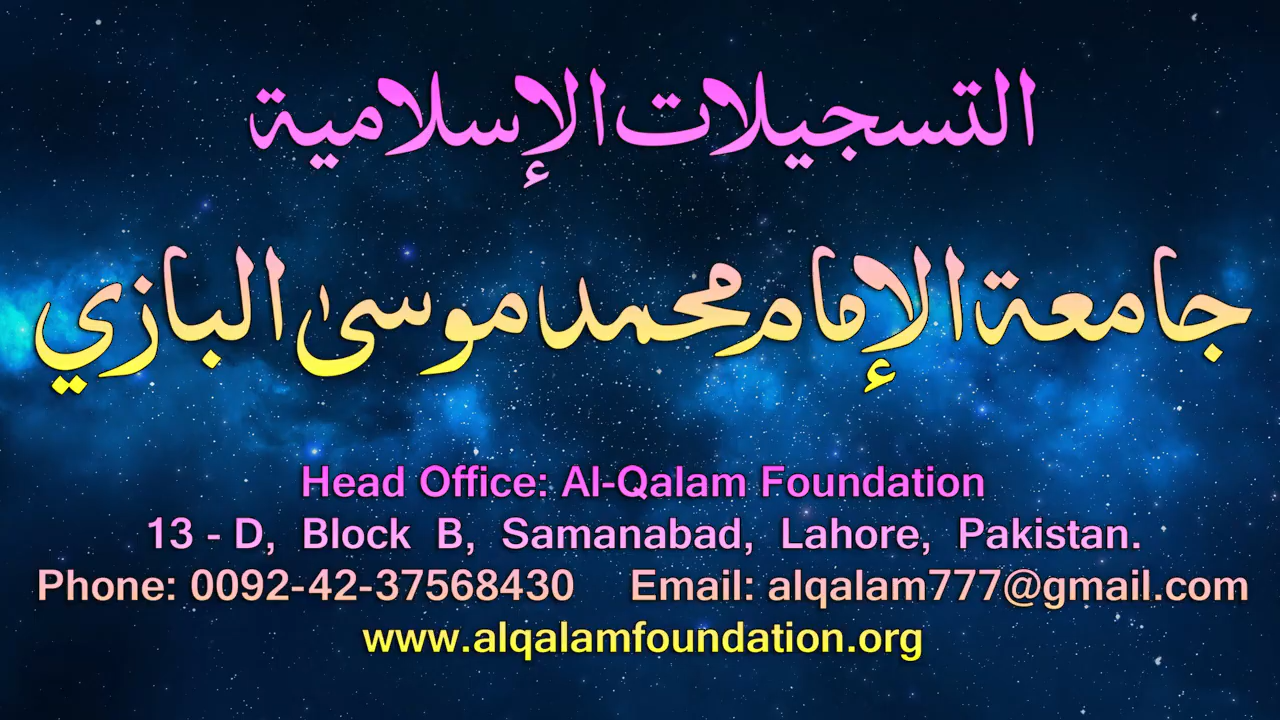 التسجيلات الإسلامية
جامعة الإمام محمد موسىٰ البازي
Head Office: Al-Qalam Foundation
13 - D, Block B, Samanabad, Lahore, Pakistan.
Phone: 0092-42-37568430 Email: alqalam777@gmail.com
www.alqalamfoundation.org